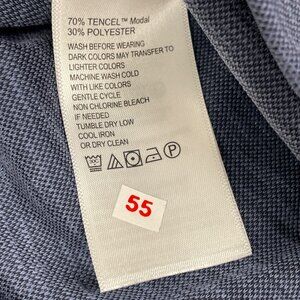 70% TENCEL™ Modal
30% POLYESTER
WASH BEFORE WEARING
DARK COLORS MAY TRANSFER TO
LIGHTER COLORS
MACHINE WASH COLD
WITH LIKE COLORS
GENTLE CYCLE
NON CHLORINE BLEACH
IF NEEDED
TUMBLE DRY LOW
COOL IRON
OR DRY CLEAN
P
55